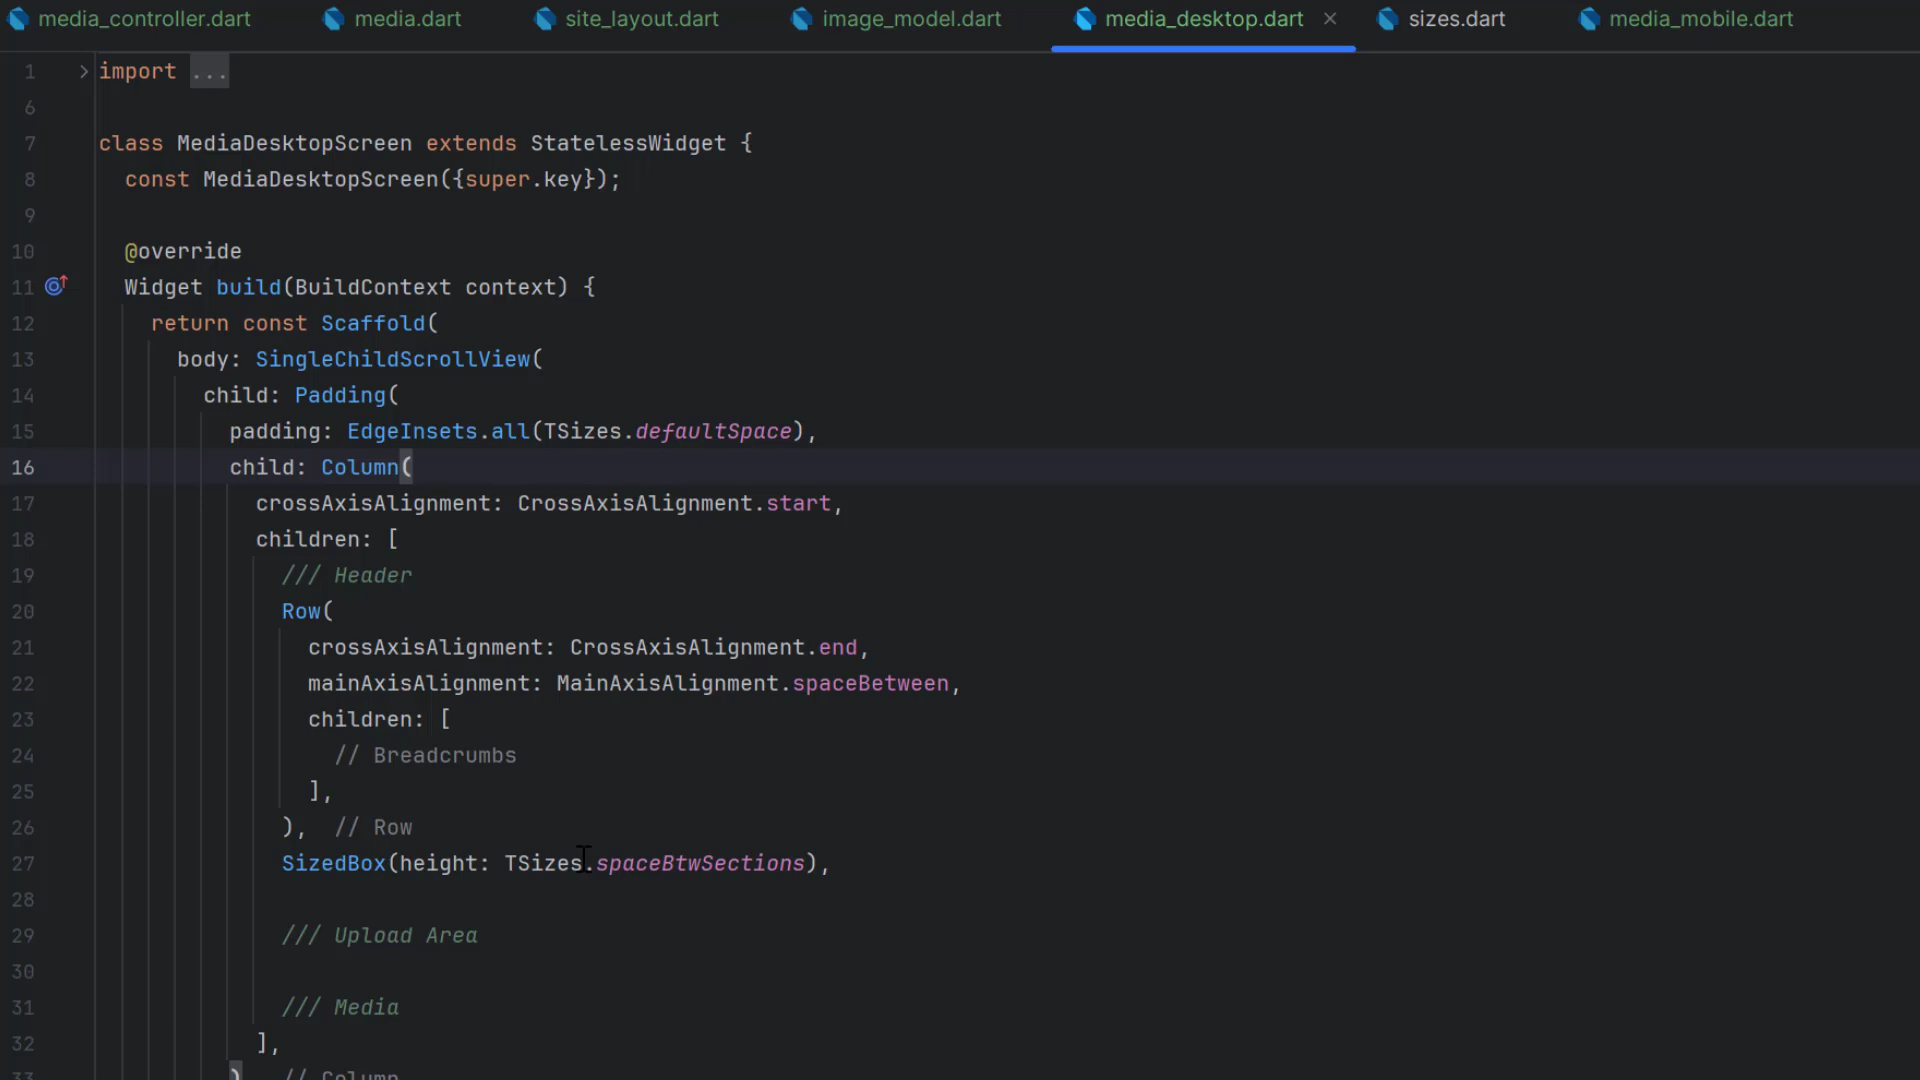 media_controller.dart media.dart site_layout.dart image_model.dart media_desktop.dart sizes.dart media_mobile.dart
1 import ...
6
7 class MediaDesktopScreen extends StatelessWidget {
8 const MediaDesktopScreen({super.key});
9
10 @override
11 Widget build(BuildContext context) {
12 return const Scaffold(
13 body: SingleChildScrollView(
14 child: Padding(
15 padding: EdgeInsets.all(TSizes.defaultSpace),
16 child: Column(
17 crossAxisAlignment: CrossAxisAlignment.start,
18 children: [
19 /// Header
20 Row(
21 crossAxisAlignment: CrossAxisAlignment.end,
22 mainAxisAlignment: MainAxisAlignment.spaceBetween,
23 children: [
24 // Breadcrumbs
25 ],
26 ), // Row
27 SizedBox(height: TSizes.spaceBtwSections),
28
29 /// Upload Area
30
31 /// Media
32 ],
33 ) // Column